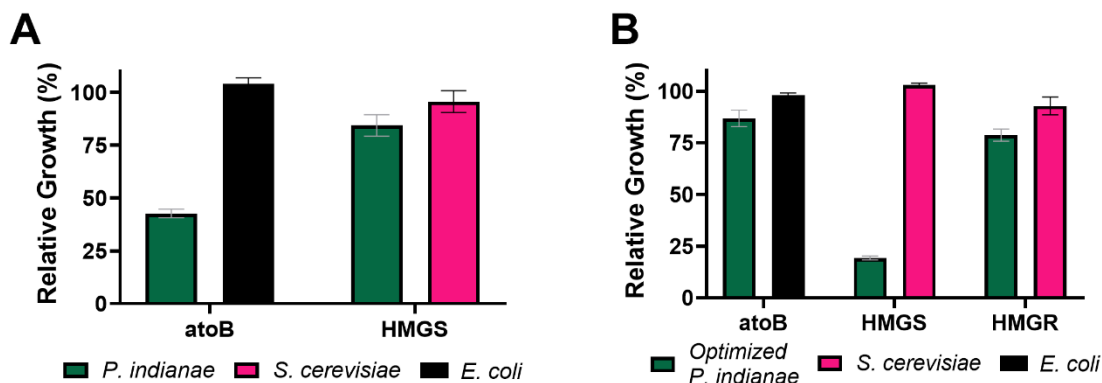 A
Relative Growth (%)
100
75
50
25
0
atoB HMGS
P. indianae S. cerevisiae E. coli
B
Relative Growth (%)
100
75
50
25
0
atoB HMGS HMGR
Optimized
P. indianae S. cerevisiae E. coli